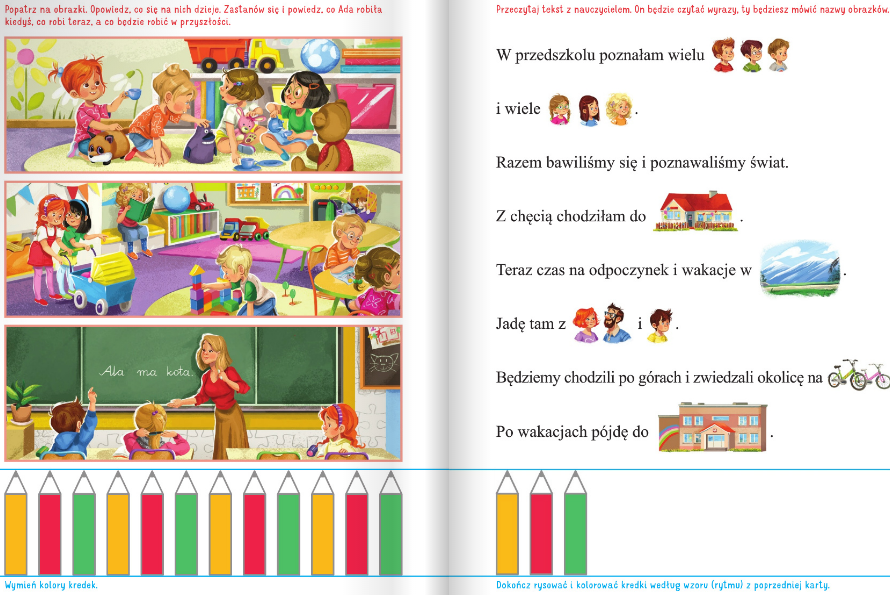 Popatrz na obrazki. Opowiedz, co się na nich dzieje. Zastanów się i powiedz, co Ada robiła
kiedyś, co robi teraz, a co będzie robić w przyszłości.
Ala ma kota.
Wymień kolory kredek.
Przeczytaj tekst z nauczycielem. On będzie czytać wyrazy, ty będziesz mówić nazwy obrazków.
W przedszkolu poznałam wielu
i wiele .
Razem bawiliśmy się i poznawaliśmy świat.
Z chęcią chodziłam do .
Teraz czas na odpoczynek i wakacje w .
Jadę tam z i .
Będziemy chodzili po górach i zwiedzali okolicę na
Po wakacjach pójdę do .
Dokończ rysować i kolorować kredki według wzoru (rytmu) z poprzedniej karty.